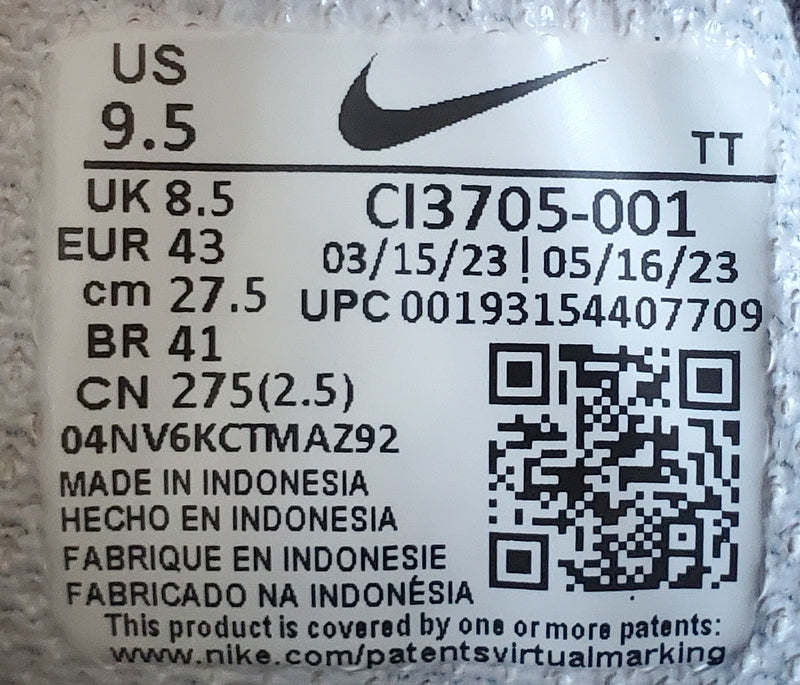 US
9.5
TT
UK 8.5
EUR 43
cm 27.5
BR 41
CN 275(2.5)
CI3705-001
03/15/23 | 05/16/23
UPC 00193154407709
04NV6KCTMAZ92
MADE IN INDONESIA
HECHO EN INDONESIA
FABRIQUE EN INDONESIE
FABRICADO NA INDONÉSIA
This product is covered by one or more patents:
www.nike.com/patentsvirtualmarking